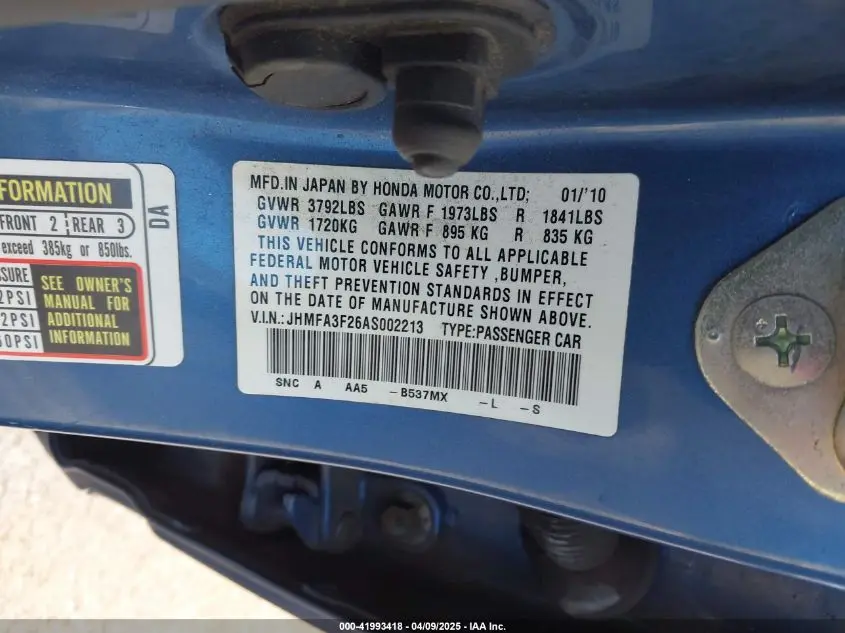 FORMATION
FRONT 2 REAR 3
exceed 385kg or 850lbs.
SURE
2PSI
2PSI
60PSI
SEE OWNER'S
MANUAL FOR
ADDITIONAL
INFORMATION
DA
MFD.IN JAPAN BY HONDA MOTOR CO.,LTD; 01/'10
GVWR 3792LBS GAWR F 1973LBS R 1841LBS
GVWR 1720KG GAWR F 895 KG R 835 KG
THIS VEHICLE CONFORMS TO ALL APPLICABLE
FEDERAL MOTOR VEHICLE SAFETY ,BUMPER,
AND THEFT PREVENTION STANDARDS IN EFFECT
ON THE DATE OF MANUFACTURE SHOWN ABOVE.
V.I.N.: JHMFA3F26AS002213 TYPE:PASSENGER CAR
SNC A AA5 -B537MX -L -S
000-41993418 | 04/09/2025 - IAA Inc.